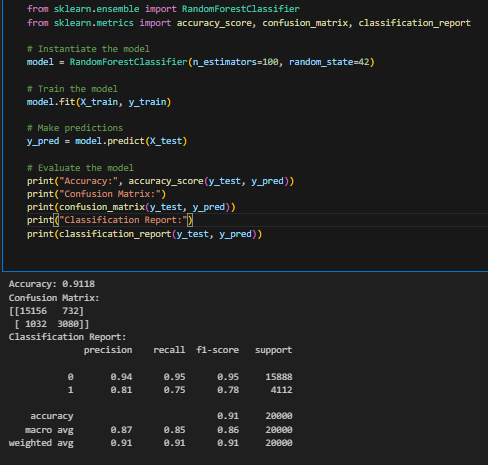 from sklearn.ensemble import RandomForestClassifier
from sklearn.metrics import accuracy_score, confusion_matrix, classification_report
# Instantiate the model
model = RandomForestClassifier(n_estimators=100, random_state=42)
# Train the model
model.fit(X_train, y_train)
# Make predictions
y_pred = model.predict(X_test)
# Evaluate the model
print("Accuracy:", accuracy_score(y_test, y_pred))
print("Confusion Matrix:")
print(confusion_matrix(y_test, y_pred))
print("Classification Report:")
print(classification_report(y_test, y_pred))
Accuracy: 0.9118
Confusion Matrix:
[[15156   732]
 [ 1032  3080]]
Classification Report:
              precision    recall  f1-score   support
           0       0.94      0.95      0.95     15888
           1       0.81      0.75      0.78      4112
    accuracy                           0.91     20000
   macro avg       0.87      0.85      0.86     20000
weighted avg       0.91      0.91      0.91     20000